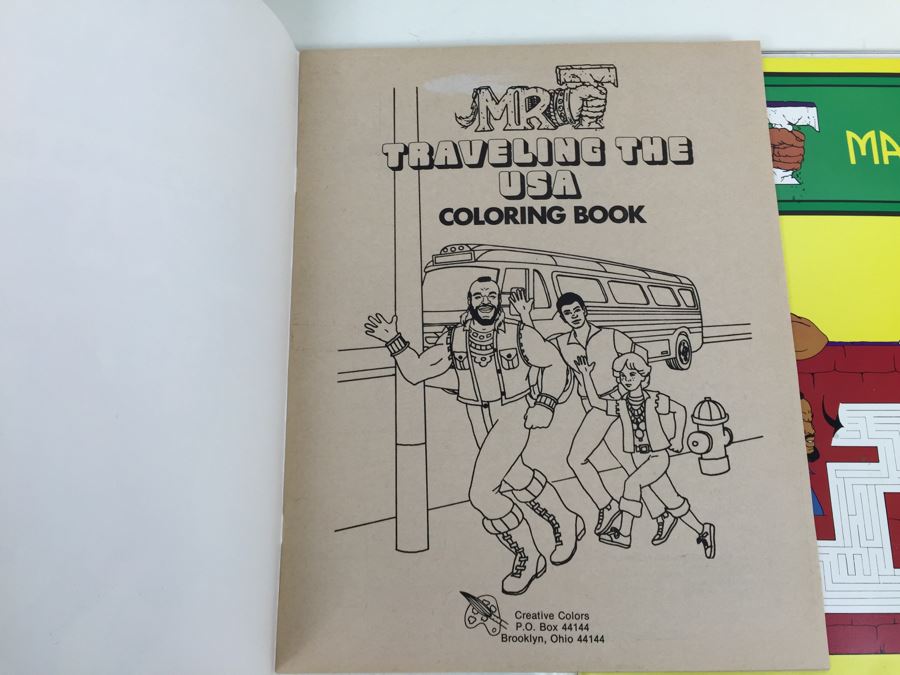 MR T
TRAVELING THE
USA
COLORING BOOK
Creative Colors
P.O. Box 44144
Brooklyn, Ohio 44144
T MA